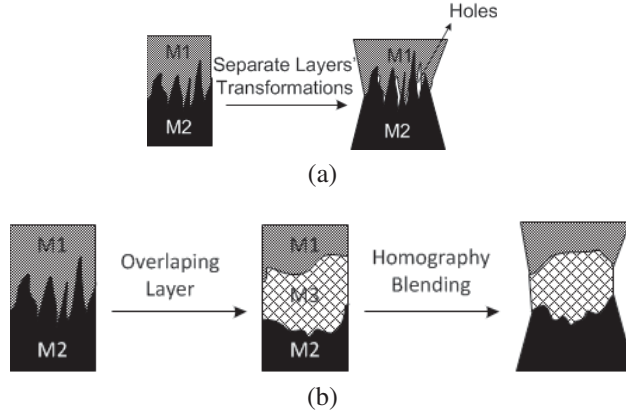 Holes
M1
M1
Separate Layers'
Transformations
M2
M2
(a)
M1
M1
Overlaping
Layer
Homography
Blending
M3
M2
M2
(b)